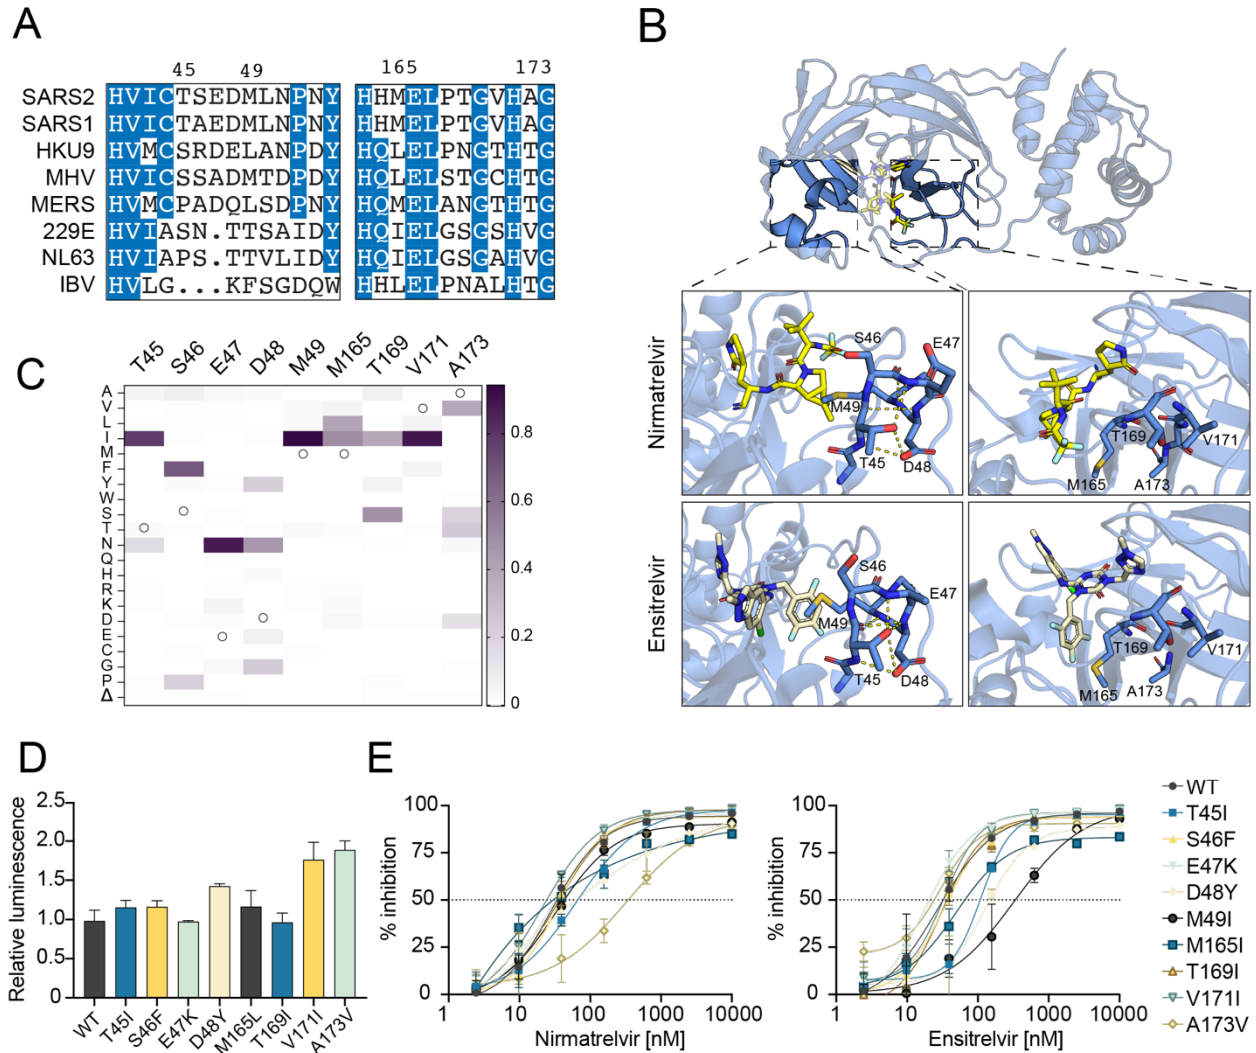 A
45 49 165 173
SARS2 HVICTSEDMLNPNY HHMELPTGVHAG
SARS1 HVICTAEDMLNPNY HHMELPTGVHAG
HKU9 HVMCSRDELANPDY HQLELPNGTHTG
MHV HVICSSADMTDPDY HQLELSTGCHTG
MERS HVMCPADQLSDPNY HQMELANGTHTG
229E HVIASN.TTSAIDY HQIELGSGSHVG
NL63 HVIAPS.TTVLIDY HQIELGSGAHVG
IBV HVLG...KFSGDQW HHLELPNALHTG
B
Nirmatrelvir
S46
E47
M49
T45
D48
T169
V171
M165
A173
Ensitrelvir
S46
E47
M49
T45
D48
T169
V171
M165
A173
C
T45 S46 E47 D48 M49 M165 T169 V171 A173
A
V
L
I
M
F
Y
W
S
T
N
Q
H
R
K
D
E
C
G
P
Δ
0.8
0.6
0.4
0.2
0
D
Relative luminescence
2.5
2.0
1.5
1.0
0.5
0
WT T45I S46F E47K D48Y M165L T169I V171I A173V
E
% inhibition
100
75
50
25
0
1 10 100 1000 10000
Nirmatrelvir [nM]
% inhibition
100
75
50
25
0
1 10 100 1000 10000
Ensitrelvir [nM]
WT
T45I
S46F
E47K
D48Y
M49I
M165I
T169I
V171I
A173V